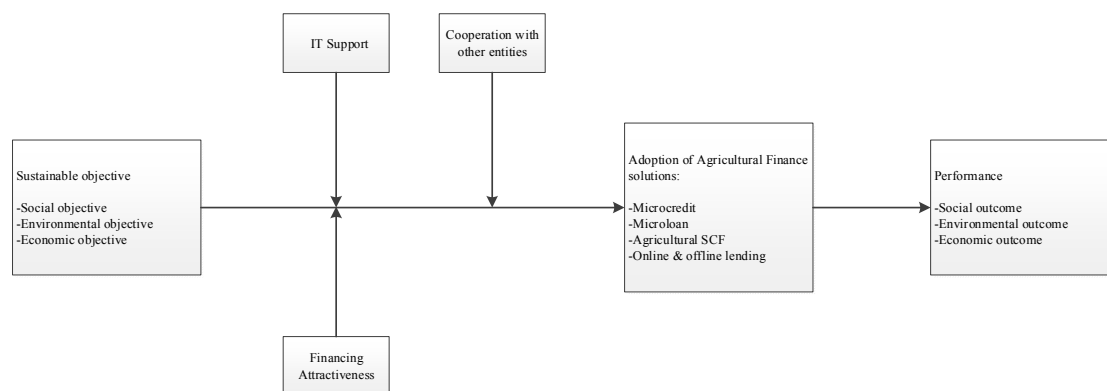 IT Support
Cooperation with
other entities
Sustainable objective
-Social objective
-Environmental objective
-Economic objective
Adoption of Agricultural Finance
solutions:
-Microcredit
-Microloan
-Agricultural SCF
-Online & offline lending
Performance
-Social outcome
-Environmental outcome
-Economic outcome
Financing
Attractiveness